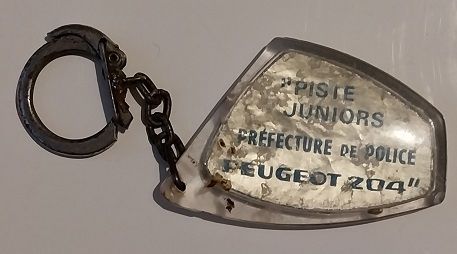 "PISTE
JUNIORS
PRÉFECTURE DE POLICE
PEUGEOT 204"